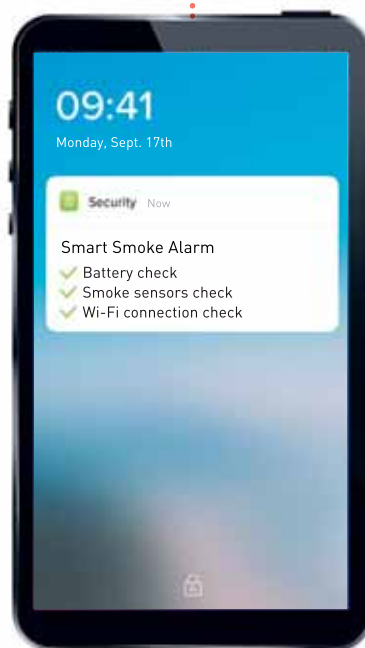 09:41
Monday, Sept. 17th
Security Now
Smart Smoke Alarm
Battery check
Smoke sensors check
Wi-Fi connection check